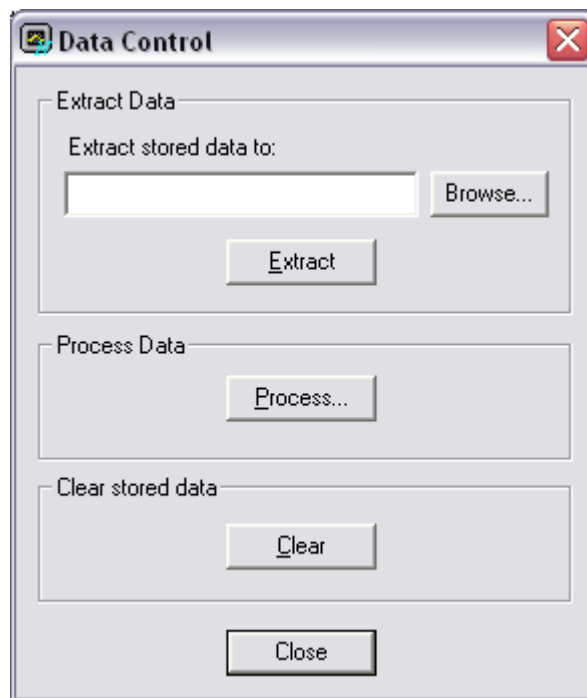 Data Control
Extract Data
Extract stored data to:
Browse...
Extract
Process Data
Process...
Clear stored data
Clear
Close